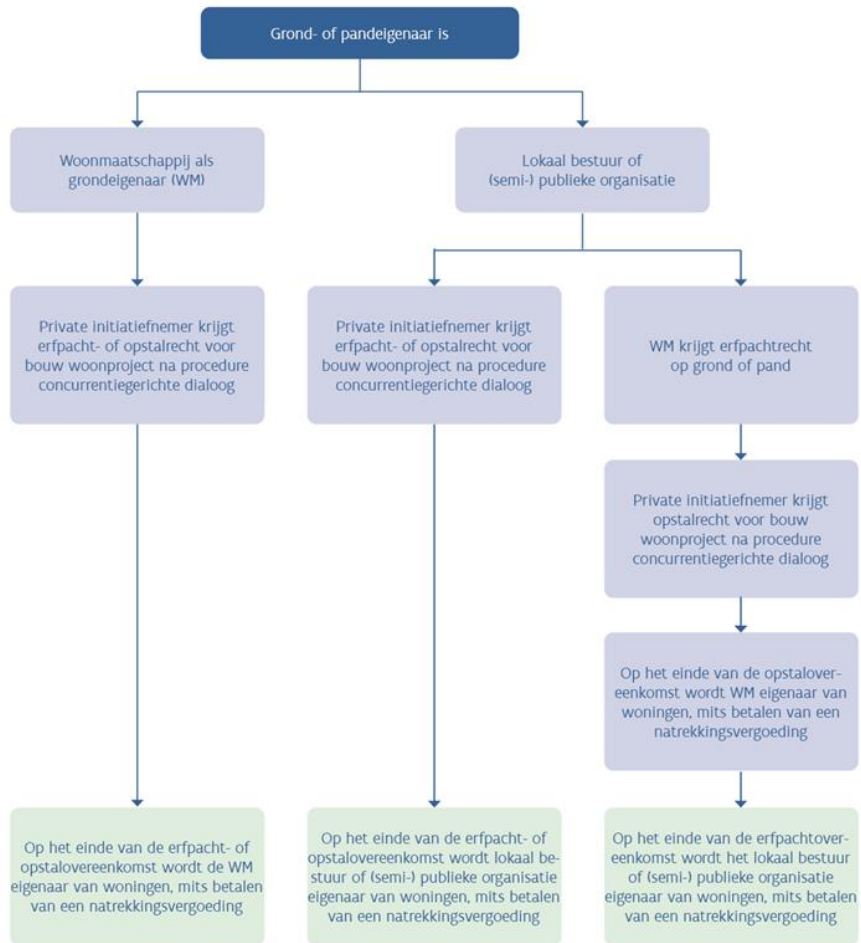 Grond- of pandeigenaar is
Woonmaatschappij als
grondeigenaar (WM)
Lokaal bestuur of
(semi-) publieke organisatie
Private initiatiefnemer krijgt
erfpacht- of opstalrecht voor
bouw woonproject na procedure
concurrentiegerichte dialoog
Private initiatiefnemer krijgt
erfpacht- of opstalrecht voor
bouw woonproject na procedure
concurrentiegerichte dialoog
WM krijgt erfpachtrecht
op grond of pand
Private initiatiefnemer krijgt
opstalrecht voor bouw
woonproject na procedure
concurrentiegerichte dialoog
Op het einde van de opstalover-
eenkomst wordt WM eigenaar van
woningen, mits betalen van een
natrekkingsvergoeding
Op het einde van de erfpacht- of
opstalovereenkomst wordt de WM
eigenaar van woningen, mits betalen
van een natrekkingsvergoeding
Op het einde van de erfpacht- of
opstalovereenkomst wordt lokaal be-
stuur of (semi-) publieke organisatie
eigenaar van woningen, mits betalen
van een natrekkingsvergoeding
Op het einde van de erfpachtover-
eenkomst wordt het lokaal bestuur
of (semi-) publieke organisatie
eigenaar van woningen, mits betalen
van een natrekkingsvergoeding